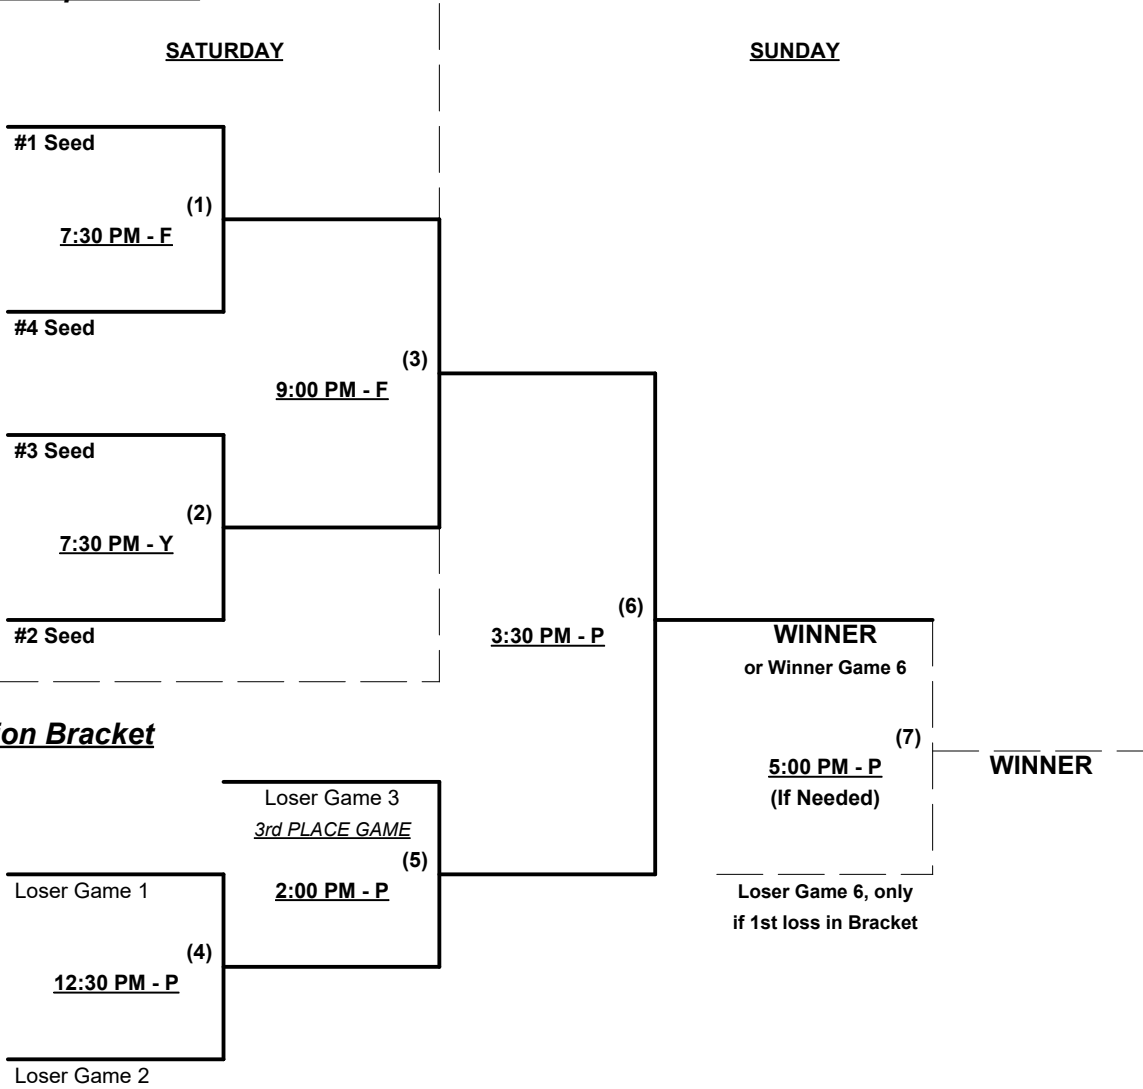 SATURDAY
SUNDAY
#1 Seed
(1)
7:30 PM - F
#4 Seed
(3)
9:00 PM - F
#3 Seed
(2)
7:30 PM - Y
#2 Seed
(6)
3:30 PM - P
WINNER
or Winner Game 6
(7)
5:00 PM - P
(If Needed)
WINNER
Loser Game 6, only
if 1st loss in Bracket
ion Bracket
Loser Game 3
3rd PLACE GAME
(5)
2:00 PM - P
Loser Game 1
(4)
12:30 PM - P
Loser Game 2